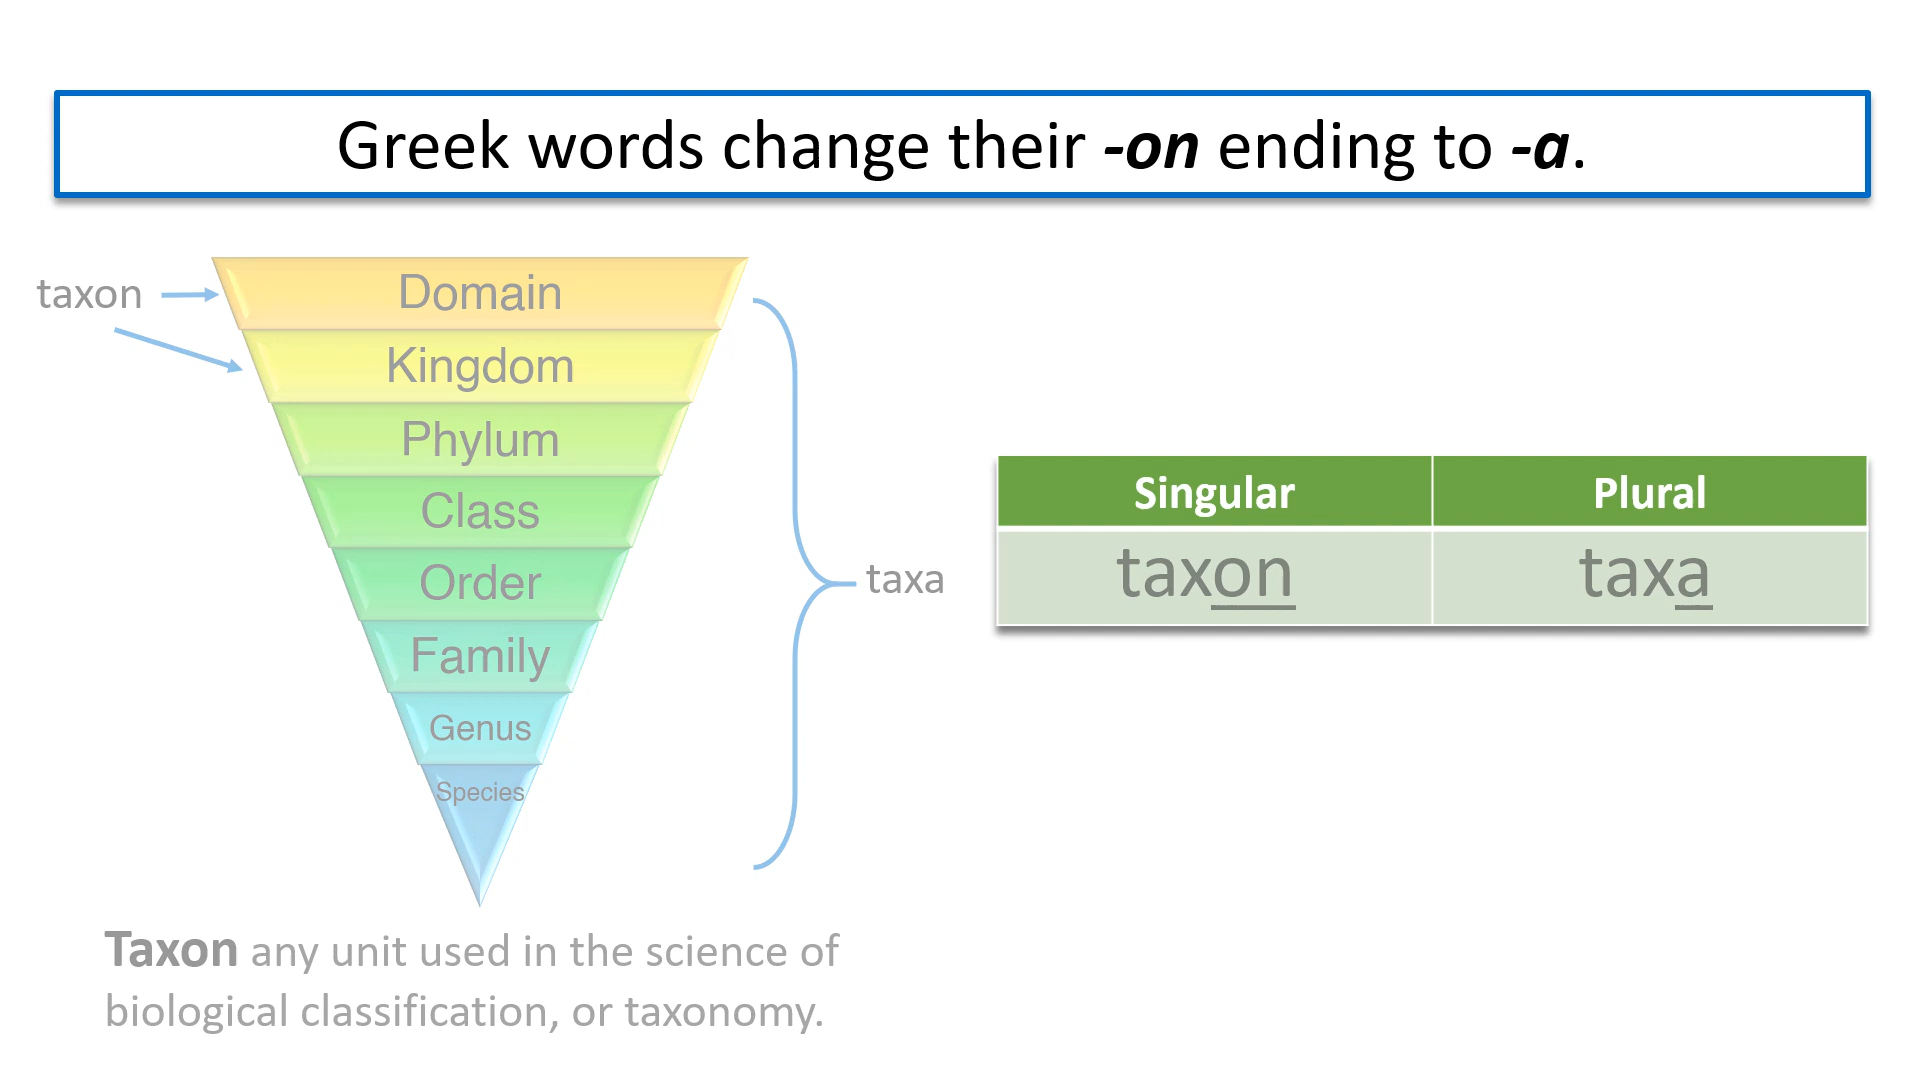 Greek words change their -on ending to -a.
taxon
Domain
Kingdom
Phylum
Class
Order
Family
Genus
Species
taxa
Singular Plural
taxon taxa
Taxon any unit used in the science of
biological classification, or taxonomy.